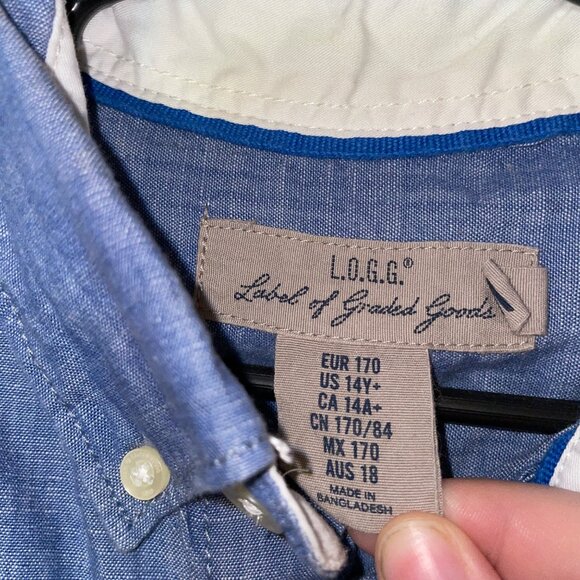 L.O.G.G.®
Label of Graded Goods
EUR 170
US 14Y+
CA 14A+
CN 170/84
MX 170
AUS 18
MADE IN
BANGLADESH